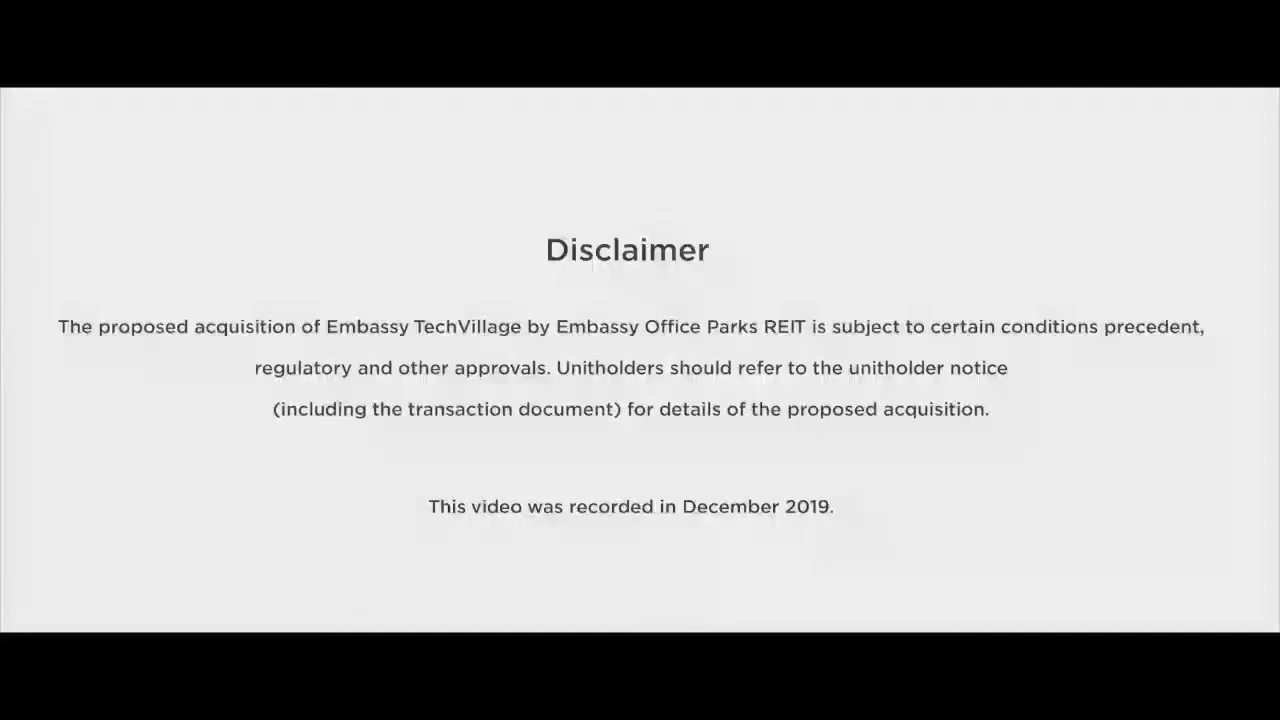 Disclaimer
The proposed acquisition of Embassy TechVillage by Embassy Office Parks REIT is subject to certain conditions precedent,
regulatory and other approvals. Unitholders should refer to the unitholder notice
(including the transaction document) for details of the proposed acquisition.
This video was recorded in December 2019.